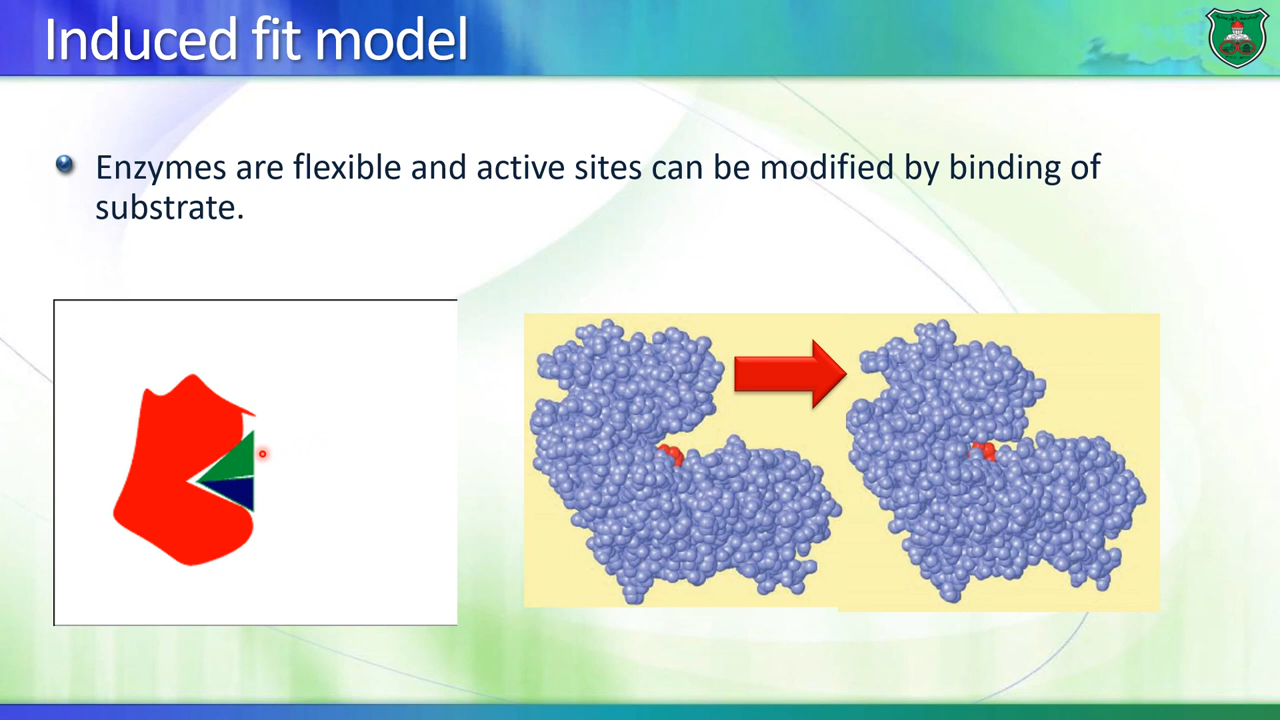 Induced fit model
Enzymes are flexible and active sites can be modified by binding of
substrate.